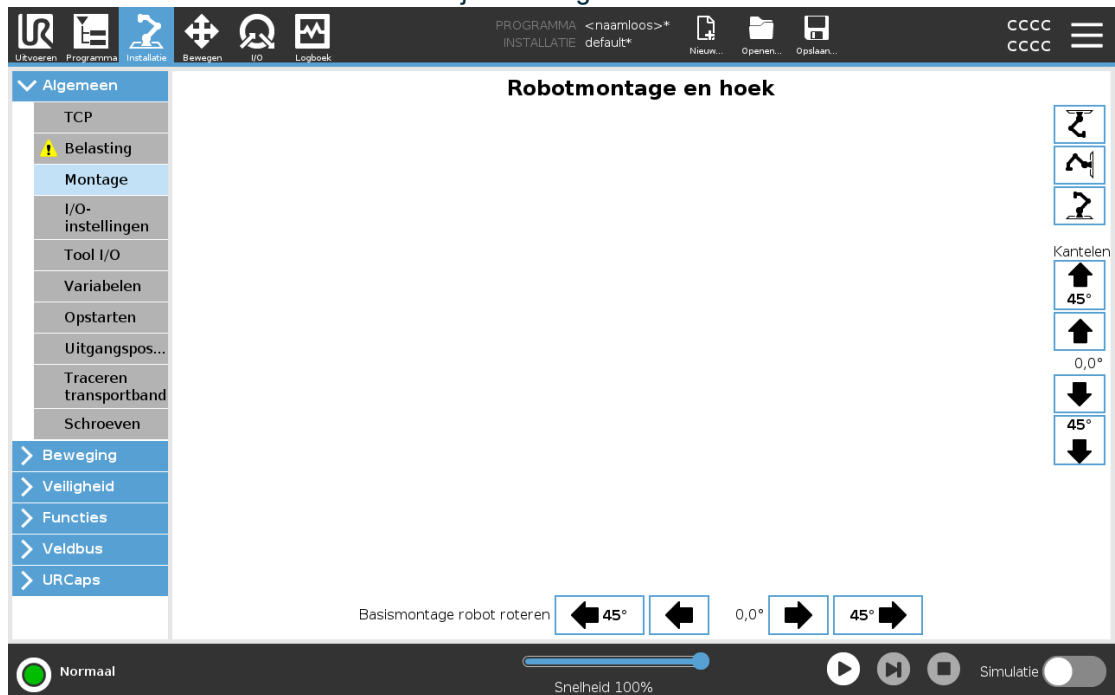 UR
PROGRAMMA <naamloos>*
INSTALLATIE default*
Uitvoeren Programma Installatie Bewegen I/O Logboek
Nieuw... Openen... Opslaan...
cccc
cccc
Algemeen
TCP
Belasting
Montage
I/O-
instellingen
Tool I/O
Variabelen
Opstarten
Uitgangspos...
Traceren
transportband
Schroeven
Beweging
Veiligheid
Functies
Veldbus
URCaps
Robotmontage en hoek
Kantelen
45°
0,0°
45°
Basismontage robot roteren 45° 0,0° 45°
Normaal
Snelheid 100%
Simulatie